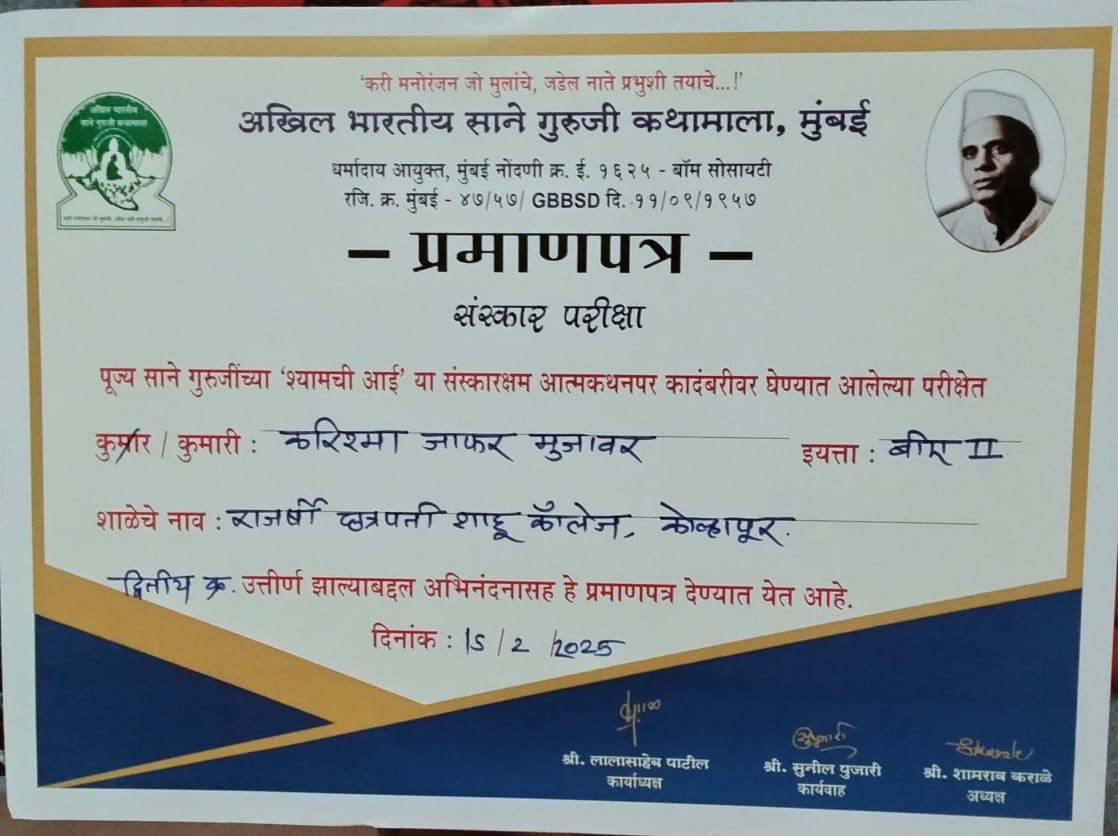 'करी मनोरंजन जो मुलांचे, जडेल नाते प्रभुशी तयाचे...!'
अखिल भारतीय साने गुरुजी कथामाला, मुंबई
धर्मादाय आयुक्त, मुंबई नोंदणी क्र. ई. १६२५ - बॉम सोसायटी
रजि. क्र. मुंबई - ४७/५७/ GBBSD दि. ११/०९/१९५७
अखिल भारतीय
साने गुरुजी कथामाला
– प्रमाणपत्र –
संस्कार परीक्षा
पूज्य साने गुरुजींच्या 'श्यामची आई' या संस्कारक्षम आत्मकथनपर कादंबरीवर घेण्यात आलेल्या परीक्षेत
कुमार / कुमारी : करिश्मा जाफर मुजावर इयत्ता : बीए II
शाळेचे नाव : राजर्षी छत्रपती शाहू कॉलेज, कोल्हापूर.
द्वितीय क्र. उत्तीर्ण झाल्याबद्दल अभिनंदनासह हे प्रमाणपत्र देण्यात येत आहे.
दिनांक : 15 / 2 /2025
श्री. लालासाहेब पाटील श्री. सुनील पुजारी श्री. शामराव कराळे
कार्याध्यक्ष कार्यवाह अध्यक्ष